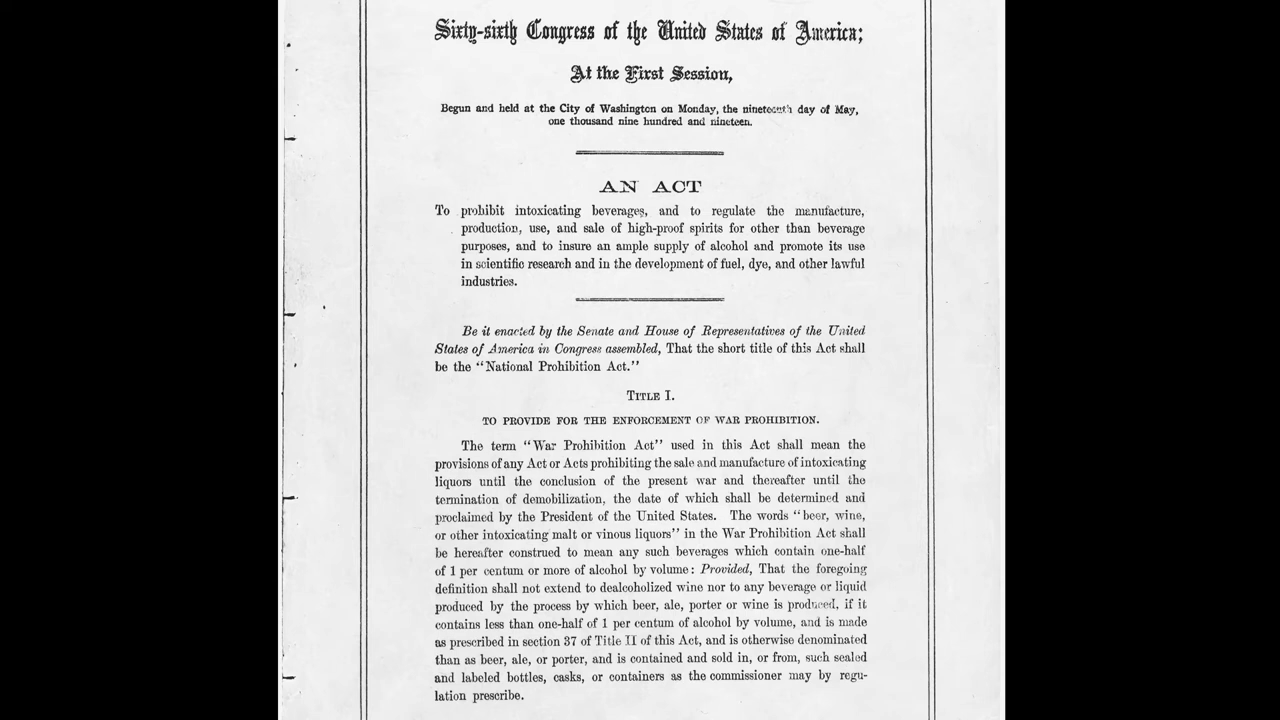 Sixty-sixth Congress of the United States of America;
At the First Session,
Begun and held at the City of Washington on Monday, the nineteenth day of May,
one thousand nine hundred and nineteen.
AN ACT
To prohibit intoxicating beverages, and to regulate the manufacture,
production, use, and sale of high-proof spirits for other than beverage
purposes, and to insure an ample supply of alcohol and promote its use
in scientific research and in the development of fuel, dye, and other lawful
industries.
Be it enacted by the Senate and House of Representatives of the United
States of America in Congress assembled, That the short title of this Act shall
be the "National Prohibition Act."
TITLE I.
TO PROVIDE FOR THE ENFORCEMENT OF WAR PROHIBITION.
The term "War Prohibition Act" used in this Act shall mean the
provisions of any Act or Acts prohibiting the sale and manufacture of intoxicating
liquors until the conclusion of the present war and thereafter until the
termination of demobilization, the date of which shall be determined and
proclaimed by the President of the United States. The words "beer, wine,
or other intoxicating malt or vinous liquors" in the War Prohibition Act shall
be hereafter construed to mean any such beverages which contain one-half
of 1 per centum or more of alcohol by volume: Provided, That the foregoing
definition shall not extend to dealcoholized wine nor to any beverage or liquid
produced by the process by which beer, ale, porter or wine is produced, if it
contains less than one-half of 1 per centum of alcohol by volume, and is made
as prescribed in section 37 of Title II of this Act, and is otherwise denominated
than as beer, ale, or porter, and is contained and sold in, or from, such sealed
and labeled bottles, casks, or containers as the commissioner may by regu-
lation prescribe.